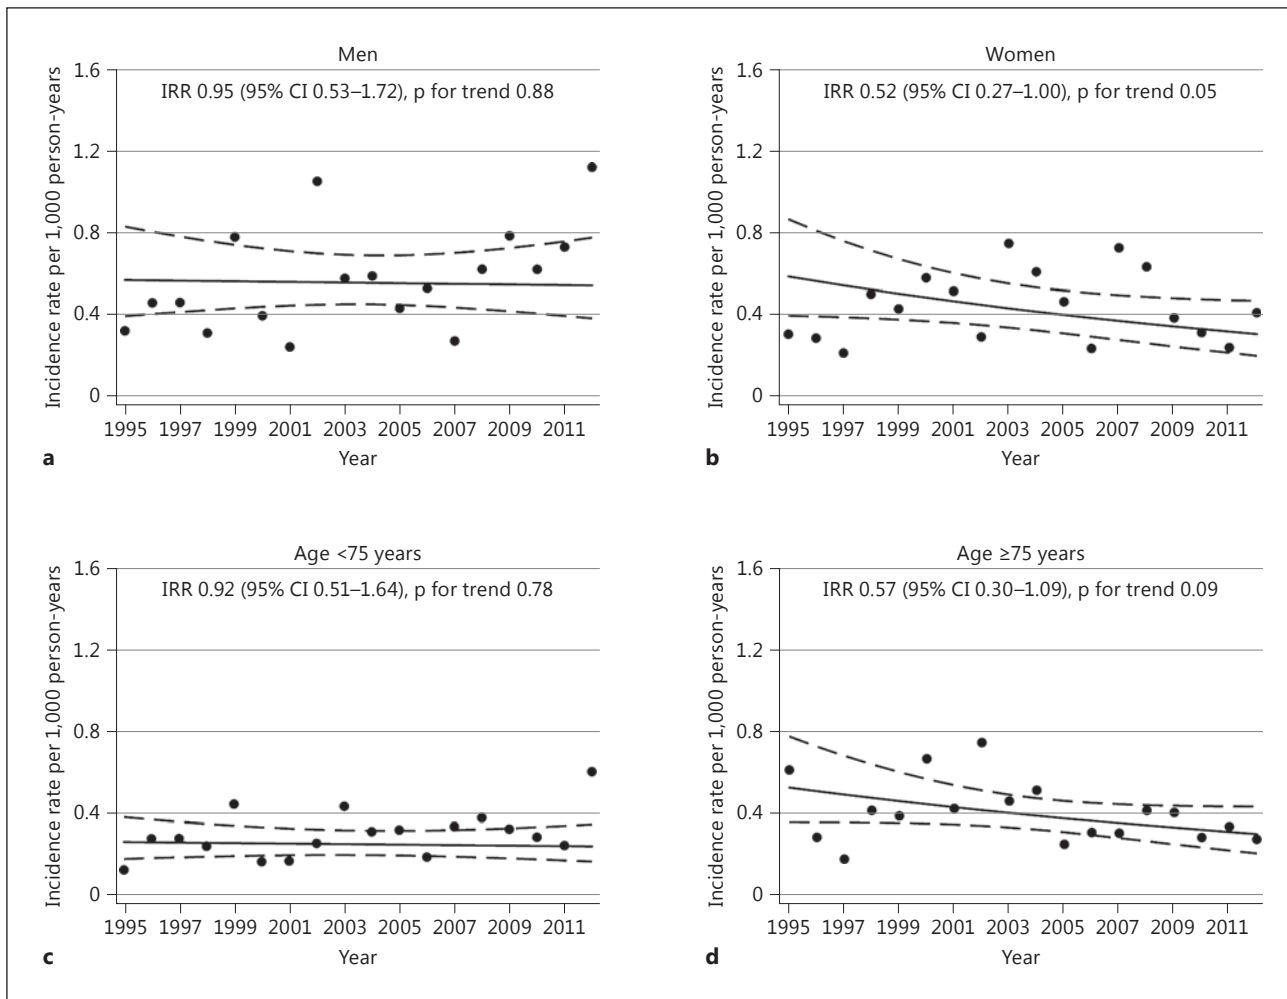 Men
IRR 0.95 (95% CI 0.53–1.72), p for trend 0.88
Incidence rate per 1,000 person-years
1.6
1.2
0.8
0.4
0
1995 1997 1999 2001 2003 2005 2007 2009 2011
Year
a
Women
IRR 0.52 (95% CI 0.27–1.00), p for trend 0.05
Incidence rate per 1,000 person-years
1.6
1.2
0.8
0.4
0
1995 1997 1999 2001 2003 2005 2007 2009 2011
Year
b
Age <75 years
IRR 0.92 (95% CI 0.51–1.64), p for trend 0.78
Incidence rate per 1,000 person-years
1.6
1.2
0.8
0.4
0
1995 1997 1999 2001 2003 2005 2007 2009 2011
Year
c
Age ≥75 years
IRR 0.57 (95% CI 0.30–1.09), p for trend 0.09
Incidence rate per 1,000 person-years
1.6
1.2
0.8
0.4
0
1995 1997 1999 2001 2003 2005 2007 2009 2011
Year
d